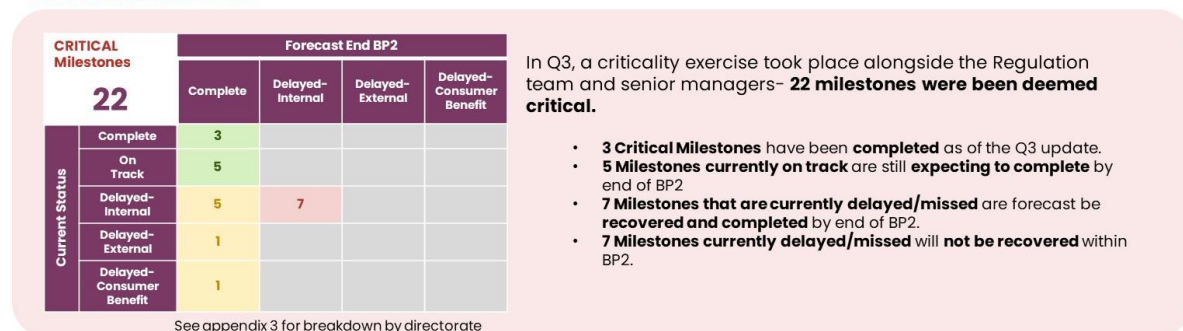 CRITICAL
Milestones
22
Forecast End BP2
Complete
Delayed-
Internal
Delayed-
External
Delayed-
Consumer
Benefit
Current Status
Complete
3
On
Track
5
Delayed-
Internal
5
7
Delayed-
External
1
Delayed-
Consumer
Benefit
1
See appendix 3 for breakdown by directorate
In Q3, a criticality exercise took place alongside the Regulation
team and senior managers- 22 milestones were been deemed
critical.
• 3 Critical Milestones have been completed as of the Q3 update.
• 5 Milestones currently on track are still expecting to complete by
end of BP2
• 7 Milestones that are currently delayed/missed are forecast be
recovered and completed by end of BP2.
• 7 Milestones currently delayed/missed will not be recovered within
BP2.